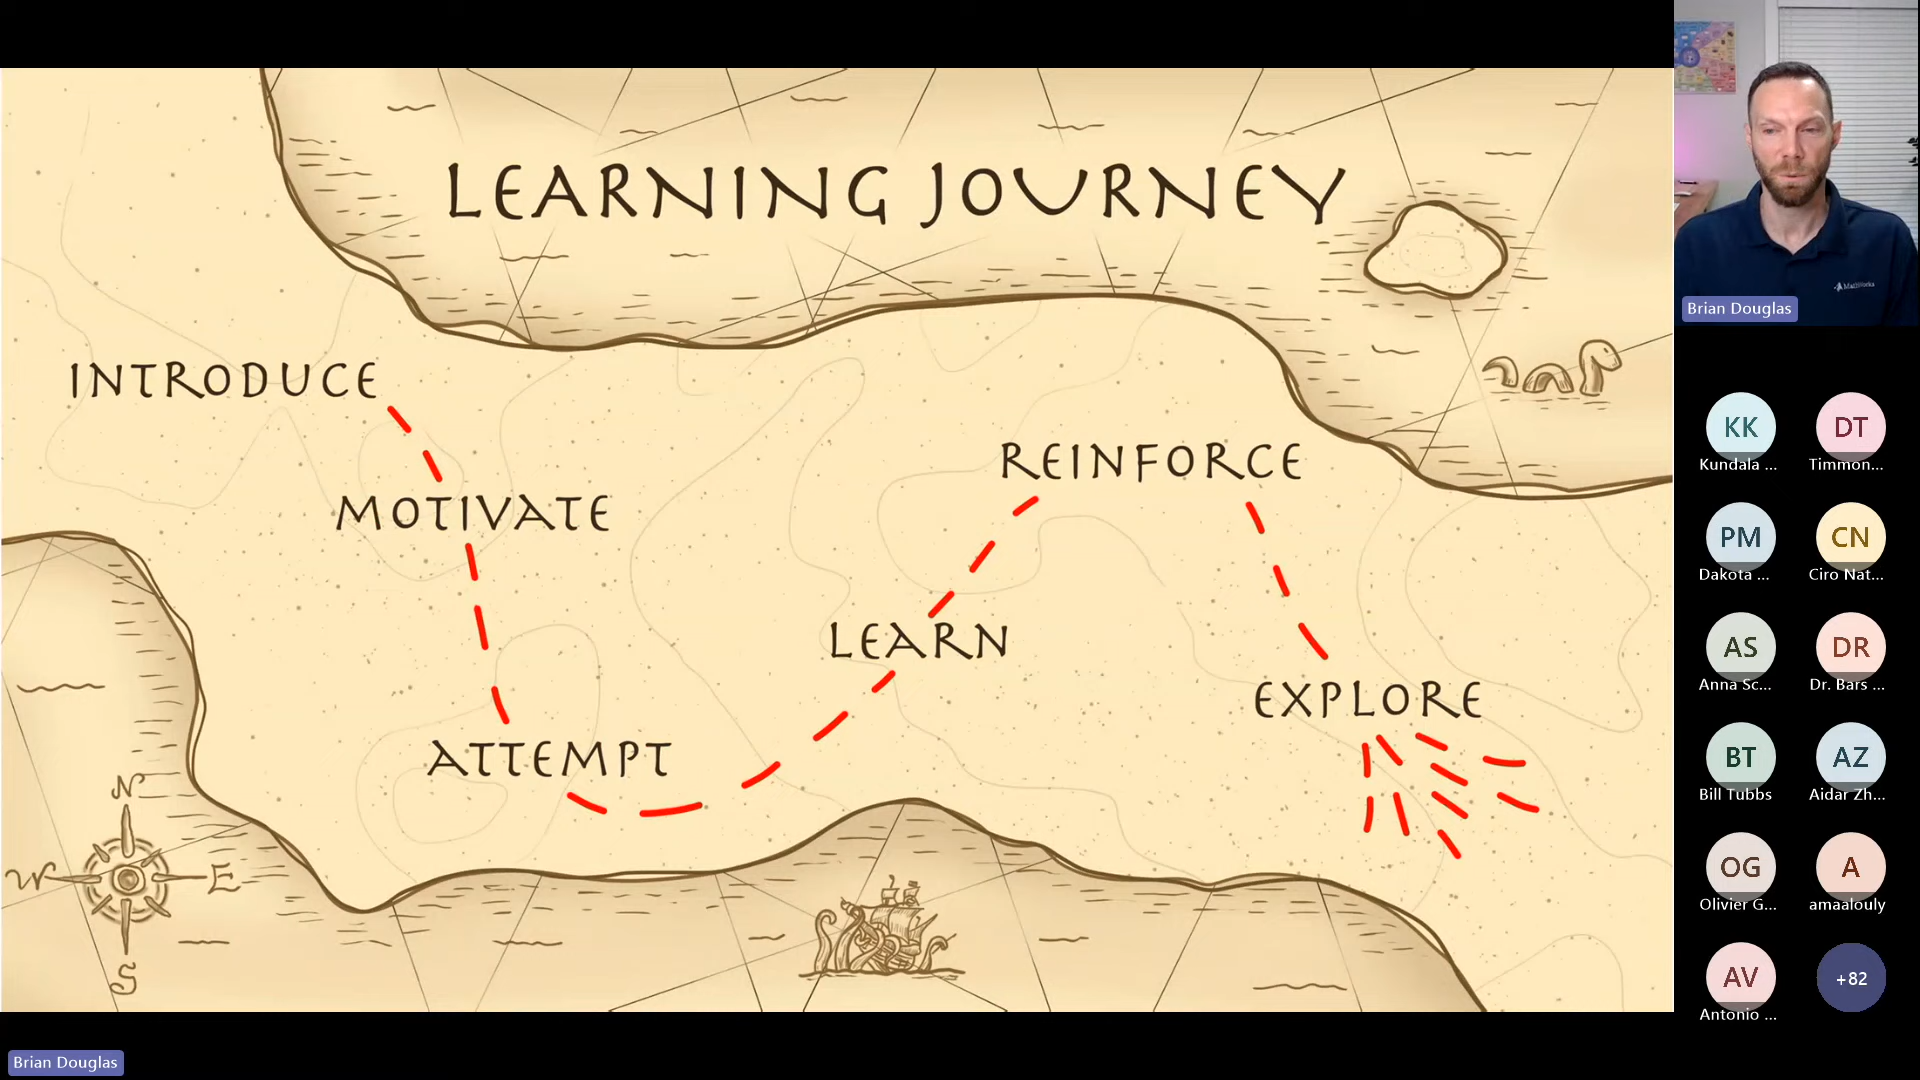 LEARNING JOURNEY
INTRODUCE
MOTIVATE
ATTEMPT
LEARN
REINFORCE
EXPLORE
N
W
E
S
MathWorks
Brian Douglas
KK
Kundala ...
DT
Timmon...
PM
Dakota ...
CN
Ciro Nat...
AS
Anna Sc...
DR
Dr. Bars ...
BT
Bill Tubbs
AZ
Aidar Zh...
OG
Olivier G...
A
amaalouly
AV
Antonio ...
+82
Brian Douglas